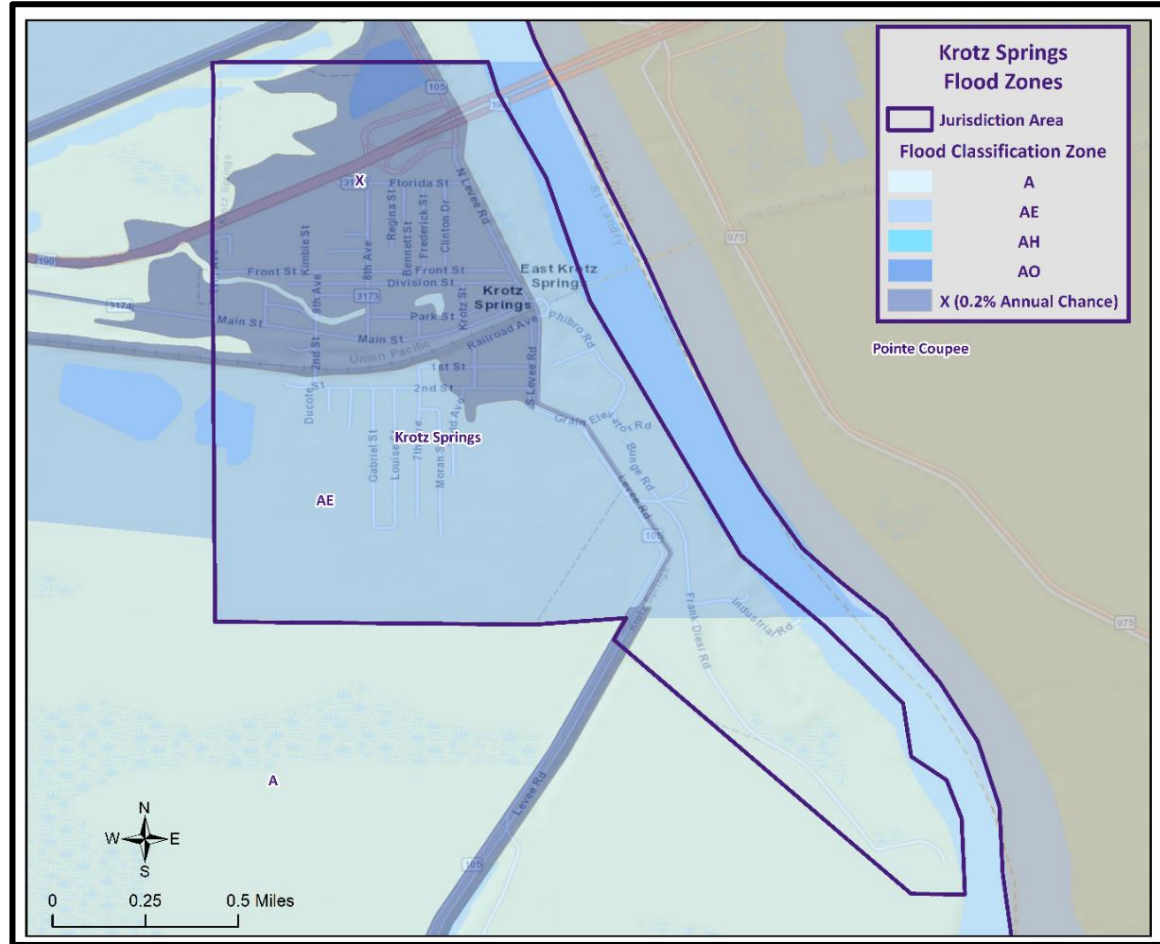 Krotz Springs
Flood Zones
Jurisdiction Area
Flood Classification Zone
A
AE
AH
AO
X (0.2% Annual Chance)
Pointe Coupee
105
190
X
Florida St
N Levee Rd
Regina St
Bennett St
Frederick St
Clinton Dr
Kimble St
8th Ave
9th Ave
Front St
Front St
Division St
East Krotz
Springs
Krotz
Springs
190
3174
3173
Main St
Park St
Krotz St
Main St
Union Pacific
Railroad Ave
Phibro Rd
2nd St
1st St
2nd St
S Levee Rd
Ducote St
Grain Elevator Rd
Krotz Springs
Gabriel St
7th Ave
Bunge Rd
AE
Levee Rd
105
Krotz Springs
Frank Diesi Rd
Industrial Rd
975
975
St. Landry
A
Levee Rd
105
N
W
E
S
0
0.25
0.5 Miles